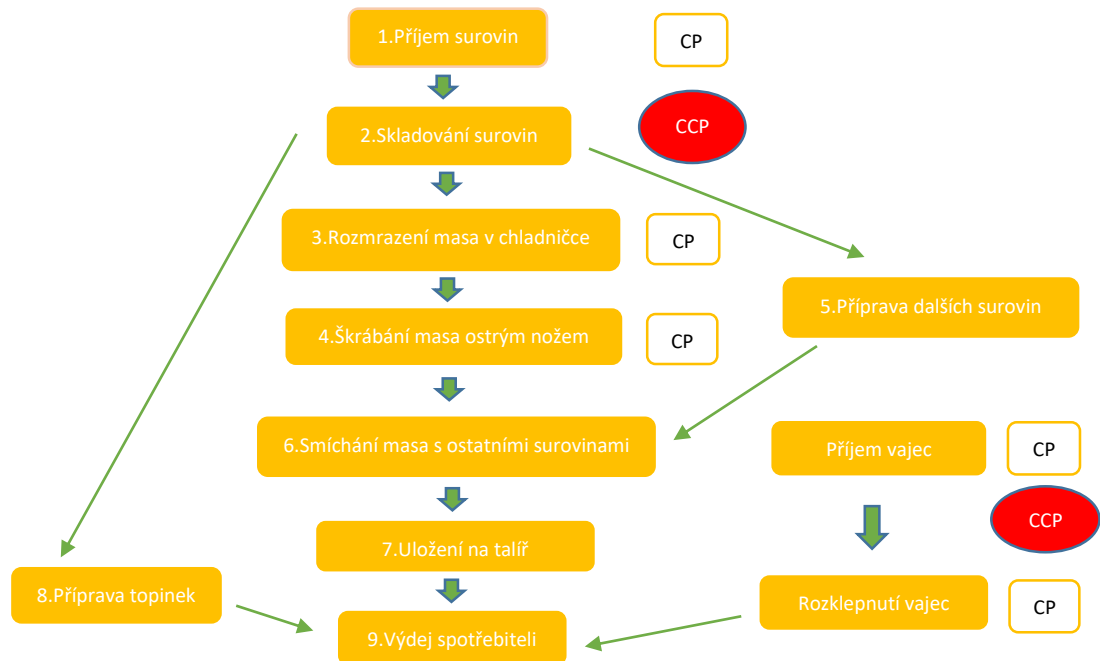 1.Příjem surovin
CP
2.Skladování surovin
CCP
3.Rozmrazení masa v chladničce
CP
4.Škrábání masa ostrým nožem
CP
5.Příprava dalších surovin
6.Smíchání masa s ostatními surovinami
Příjem vajec
CP
CCP
7.Uložení na talíř
8.Příprava topinek
Rozklepnutí vajec
CP
9.Výdej spotřebiteli